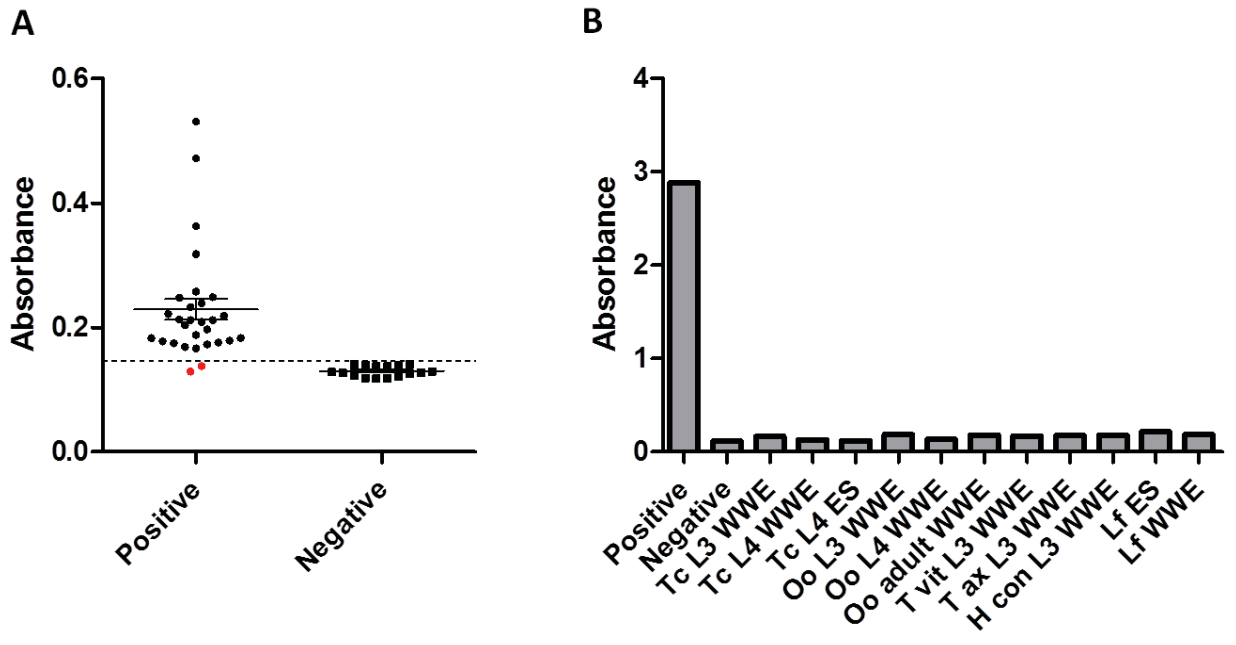 A
Absorbance
0.6
0.4
0.2
0.0
Positive
Negative
B
Absorbance
4
3
2
1
0
Positive
Negative
Tc L3 WWE
Tc L4 WWE
Tc L4 ES
Oo L3 WWE
Oo L4 WWE
Oo adult WWE
T vit L3 WWE
T ax L3 WWE
H con L3 WWE
Lf ES
Lf WWE